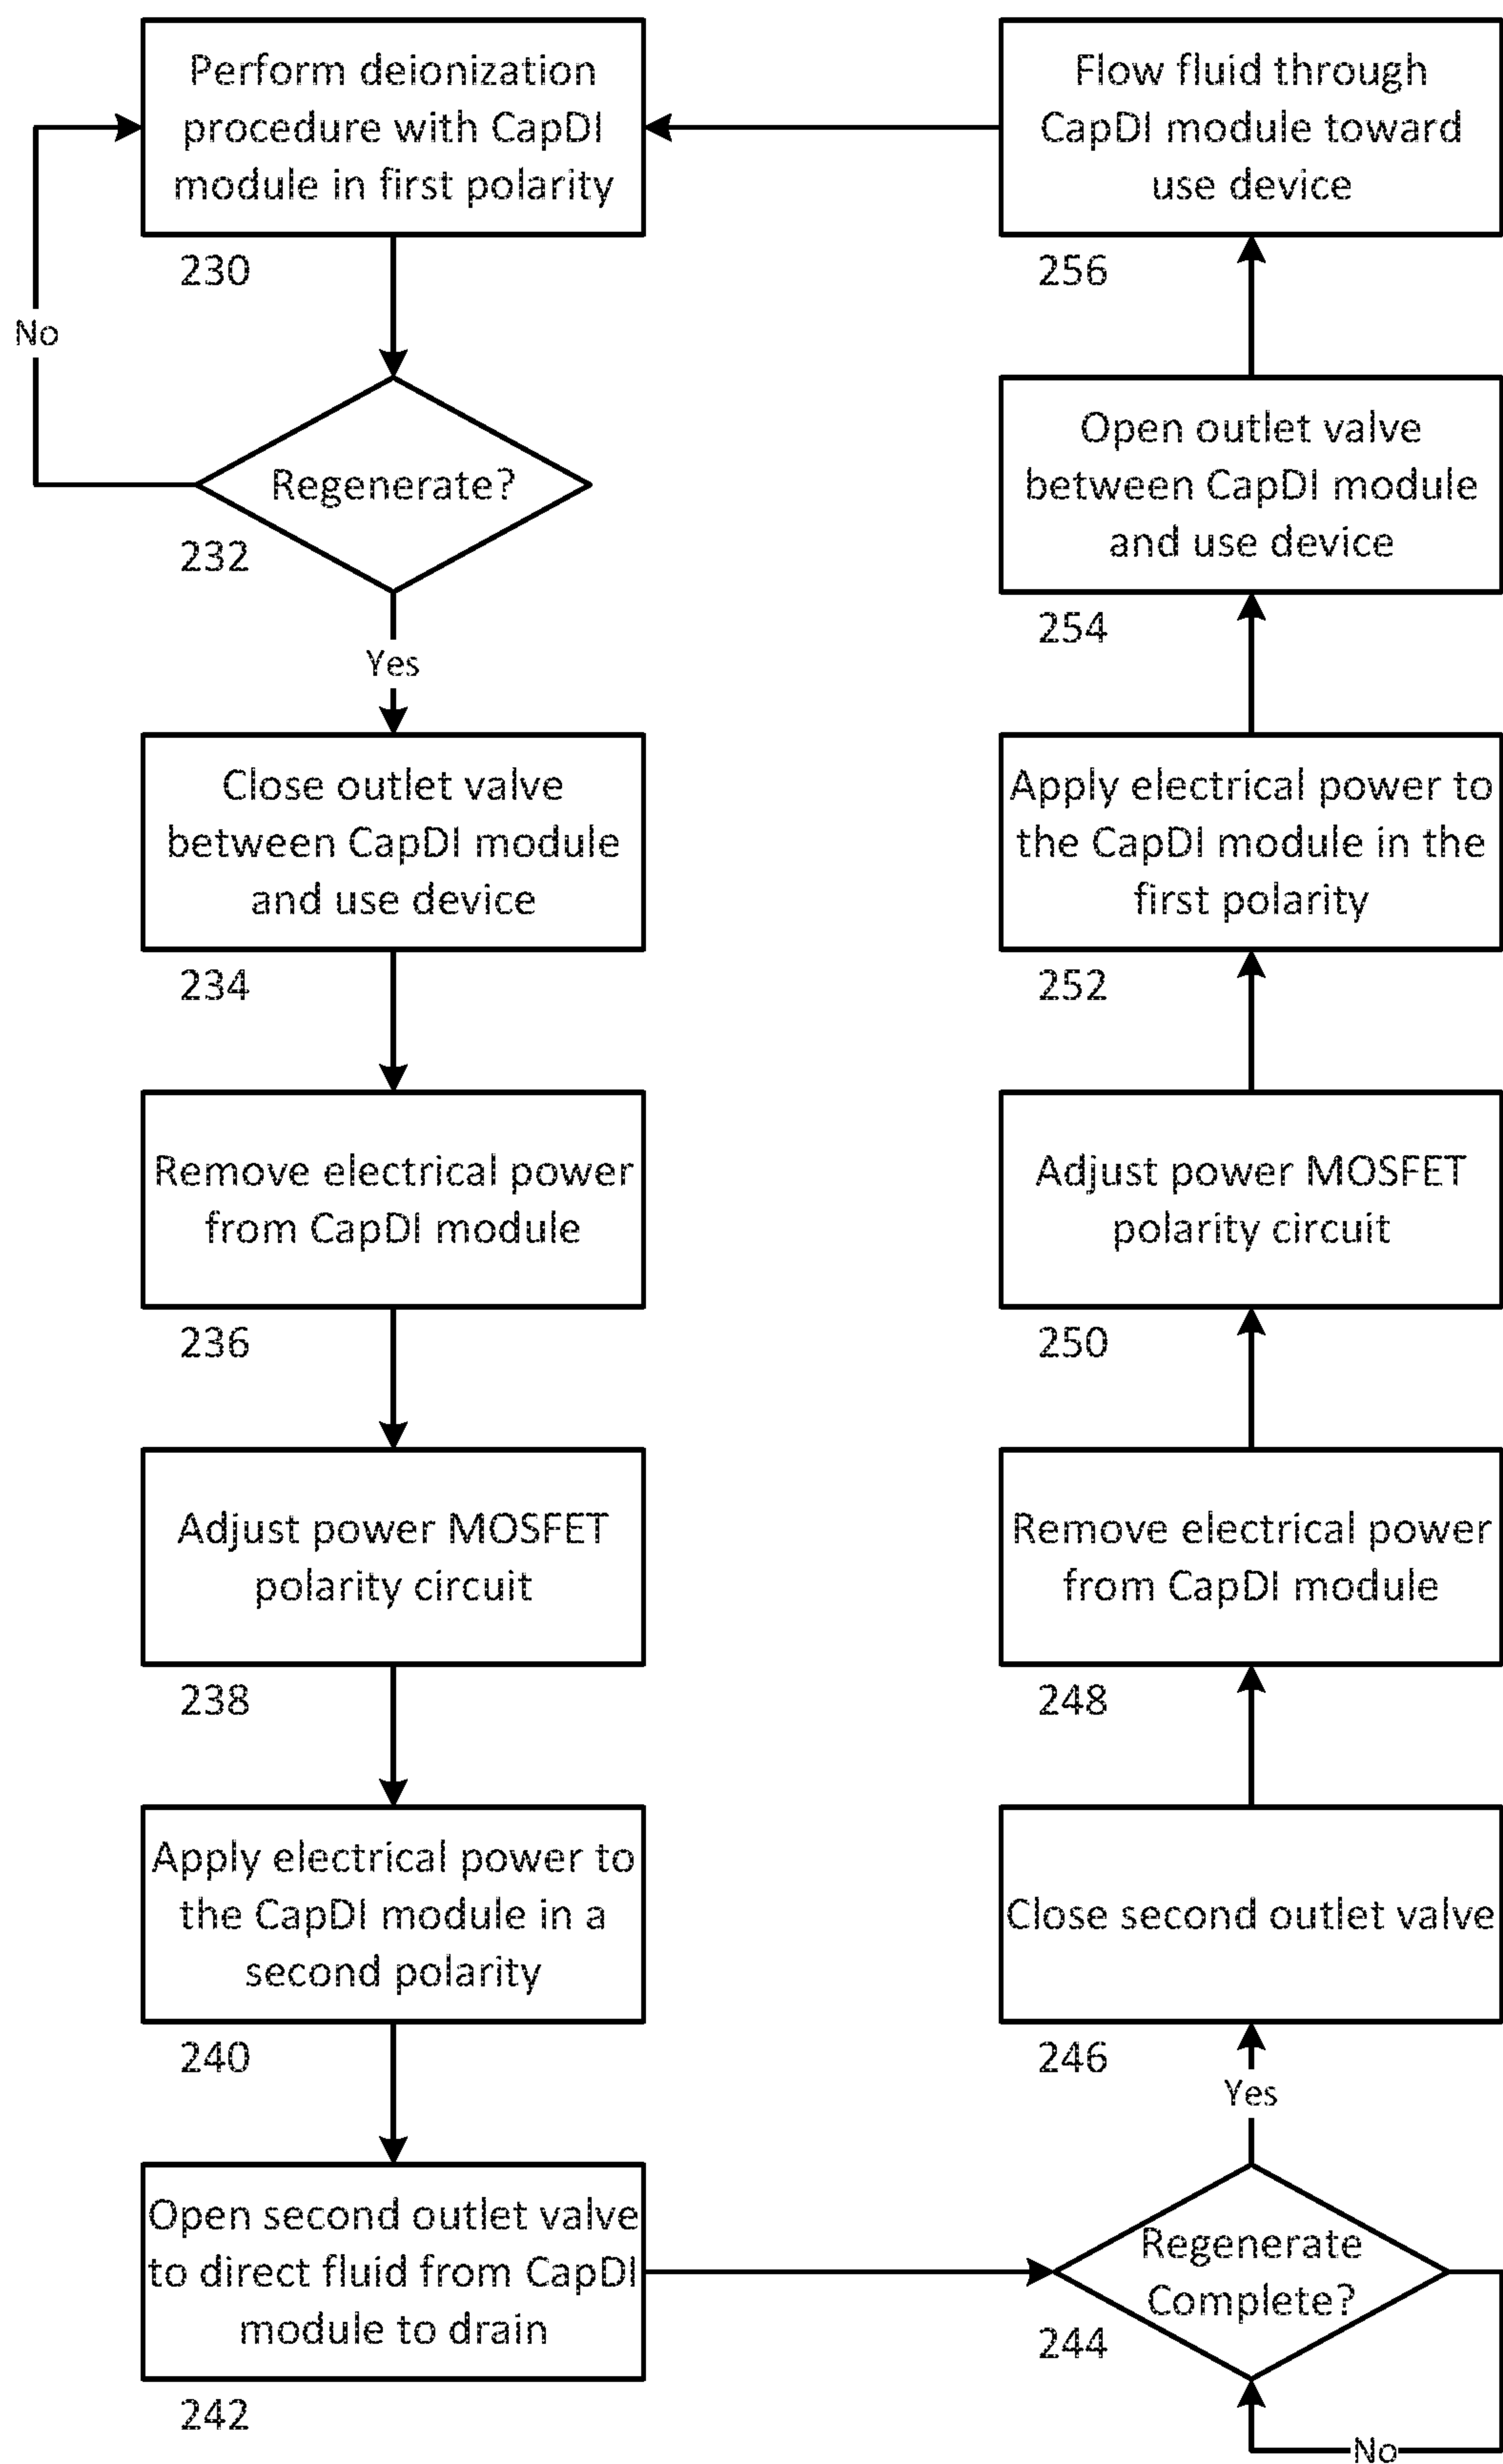 Perform deionization
procedure with CapDI
module in first polarity
230
No
Regenerate?
232
Yes
Close outlet valve
between CapDI module
and use device
234
Remove electrical power
from CapDI module
236
Adjust power MOSFET
polarity circuit
238
Apply electrical power to
the CapDI module in a
second polarity
240
Open second outlet valve
to direct fluid from CapDI
module to drain
242
Regenerate
Complete?
244
No
Yes
Close second outlet valve
246
Remove electrical power
from CapDI module
248
Adjust power MOSFET
polarity circuit
250
Apply electrical power to
the CapDI module in the
first polarity
252
Open outlet valve
between CapDI module
and use device
254
Flow fluid through
CapDI module toward
use device
256